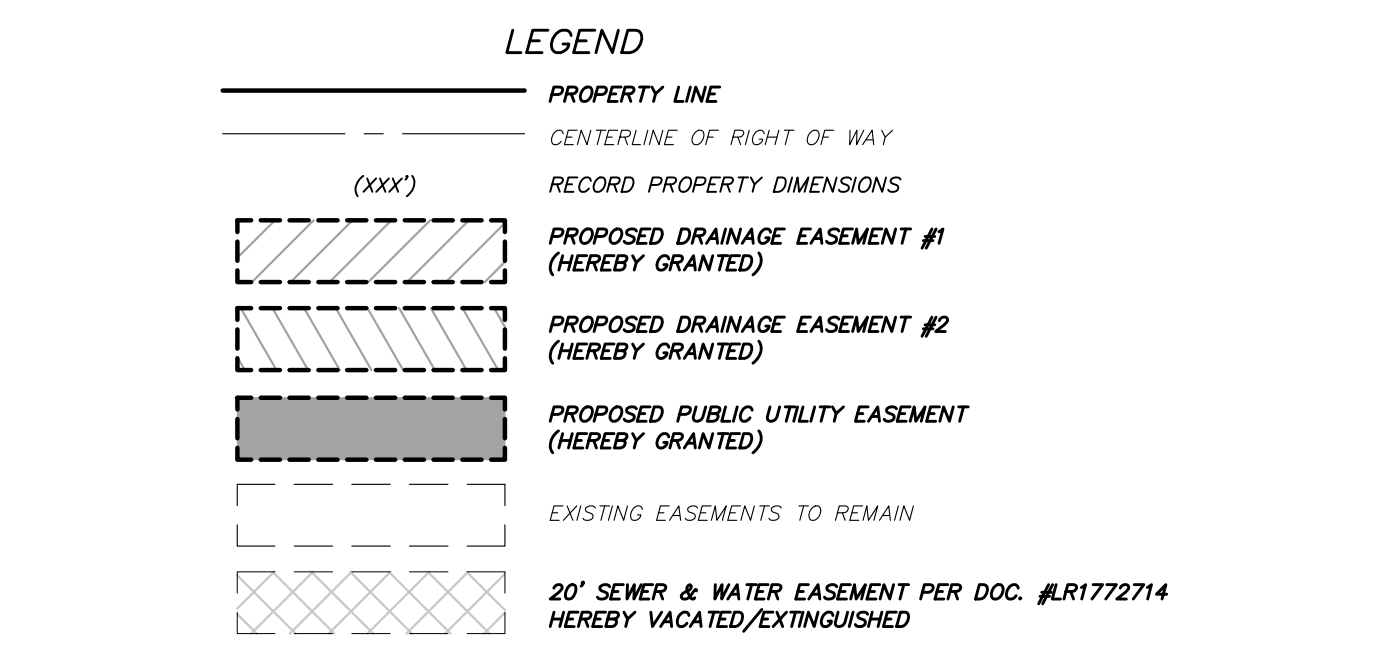 LEGEND
PROPERTY LINE
CENTERLINE OF RIGHT OF WAY
(XXX') RECORD PROPERTY DIMENSIONS
PROPOSED DRAINAGE EASEMENT #1
(HEREBY GRANTED)
PROPOSED DRAINAGE EASEMENT #2
(HEREBY GRANTED)
PROPOSED PUBLIC UTILITY EASEMENT
(HEREBY GRANTED)
EXISTING EASEMENTS TO REMAIN
20' SEWER & WATER EASEMENT PER DOC. #LR1772714
HEREBY VACATED/EXTINGUISHED